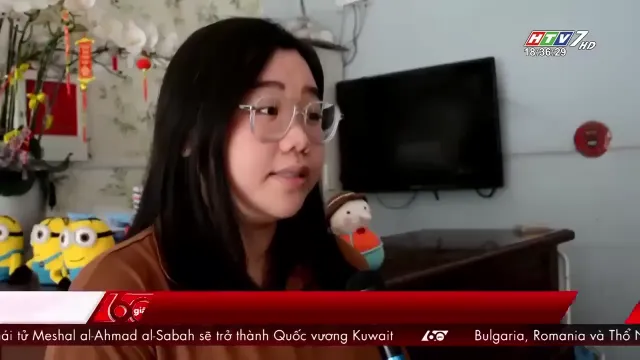 HTV7 HD
18:36:29
60 giâ
ái tử Meshal al-Ahmad al-Sabah sẽ trở thành Quốc vương Kuwait 60 Bulgaria, Romania và Thổ N